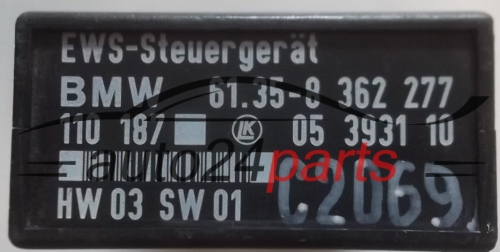 EWS-Steuergerät
BMW 61.35-8 362 277
110 187 LK 05 3931 10
auto24parts
HW 03 SW 01 C2069